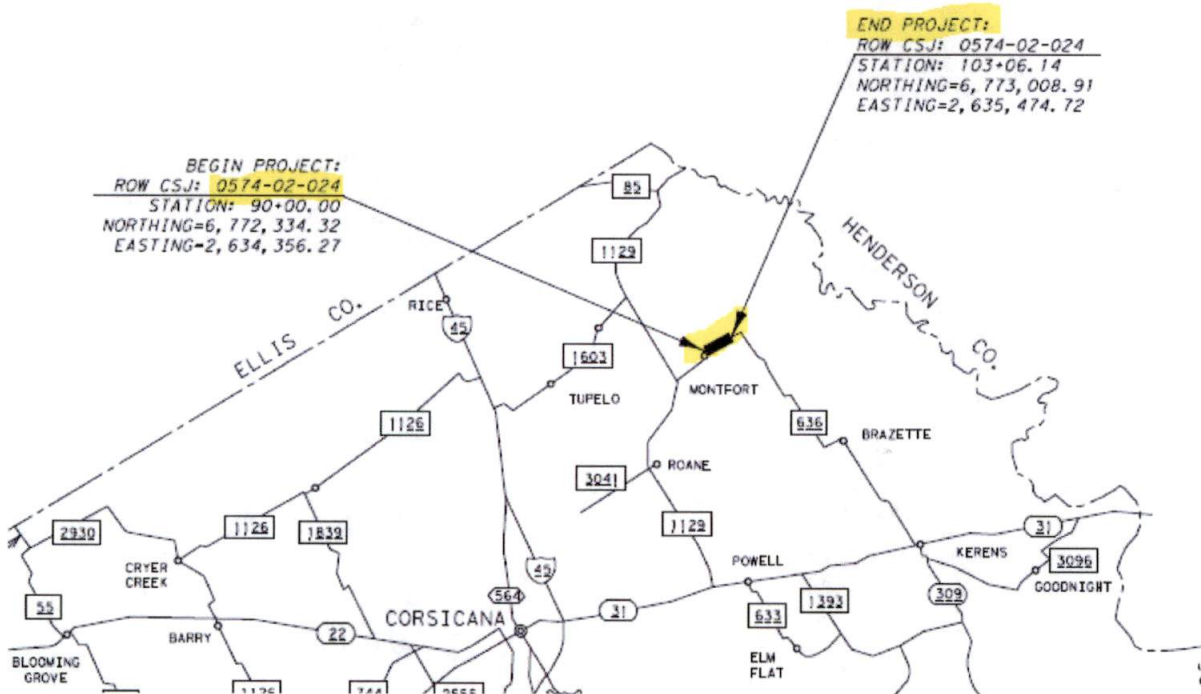 END PROJECT:
ROW CSJ: 0574-02-024
STATION: 103+06.14
NORTHING=6,773,008.91
EASTING=2,635,474.72
BEGIN PROJECT:
ROW CSJ: 0574-02-024
STATION: 90+00.00
NORTHING=6,772,334.32
EASTING=2,634,356.27
85
1129
HENDERSON CO.
ELLIS CO.
RICE
45
1603
TUPELO
MONTFORT
1126
636
BRAZETTE
ROANE
3041
2930
1126
1839
1129
31
CRYER
CREEK
45
POWELL
KERENS
3096
GOODNIGHT
55
564
CORSICANA
31
633
1393
309
BARRY
22
BLOOMING
GROVE
ELM
FLAT
1126
744
2555